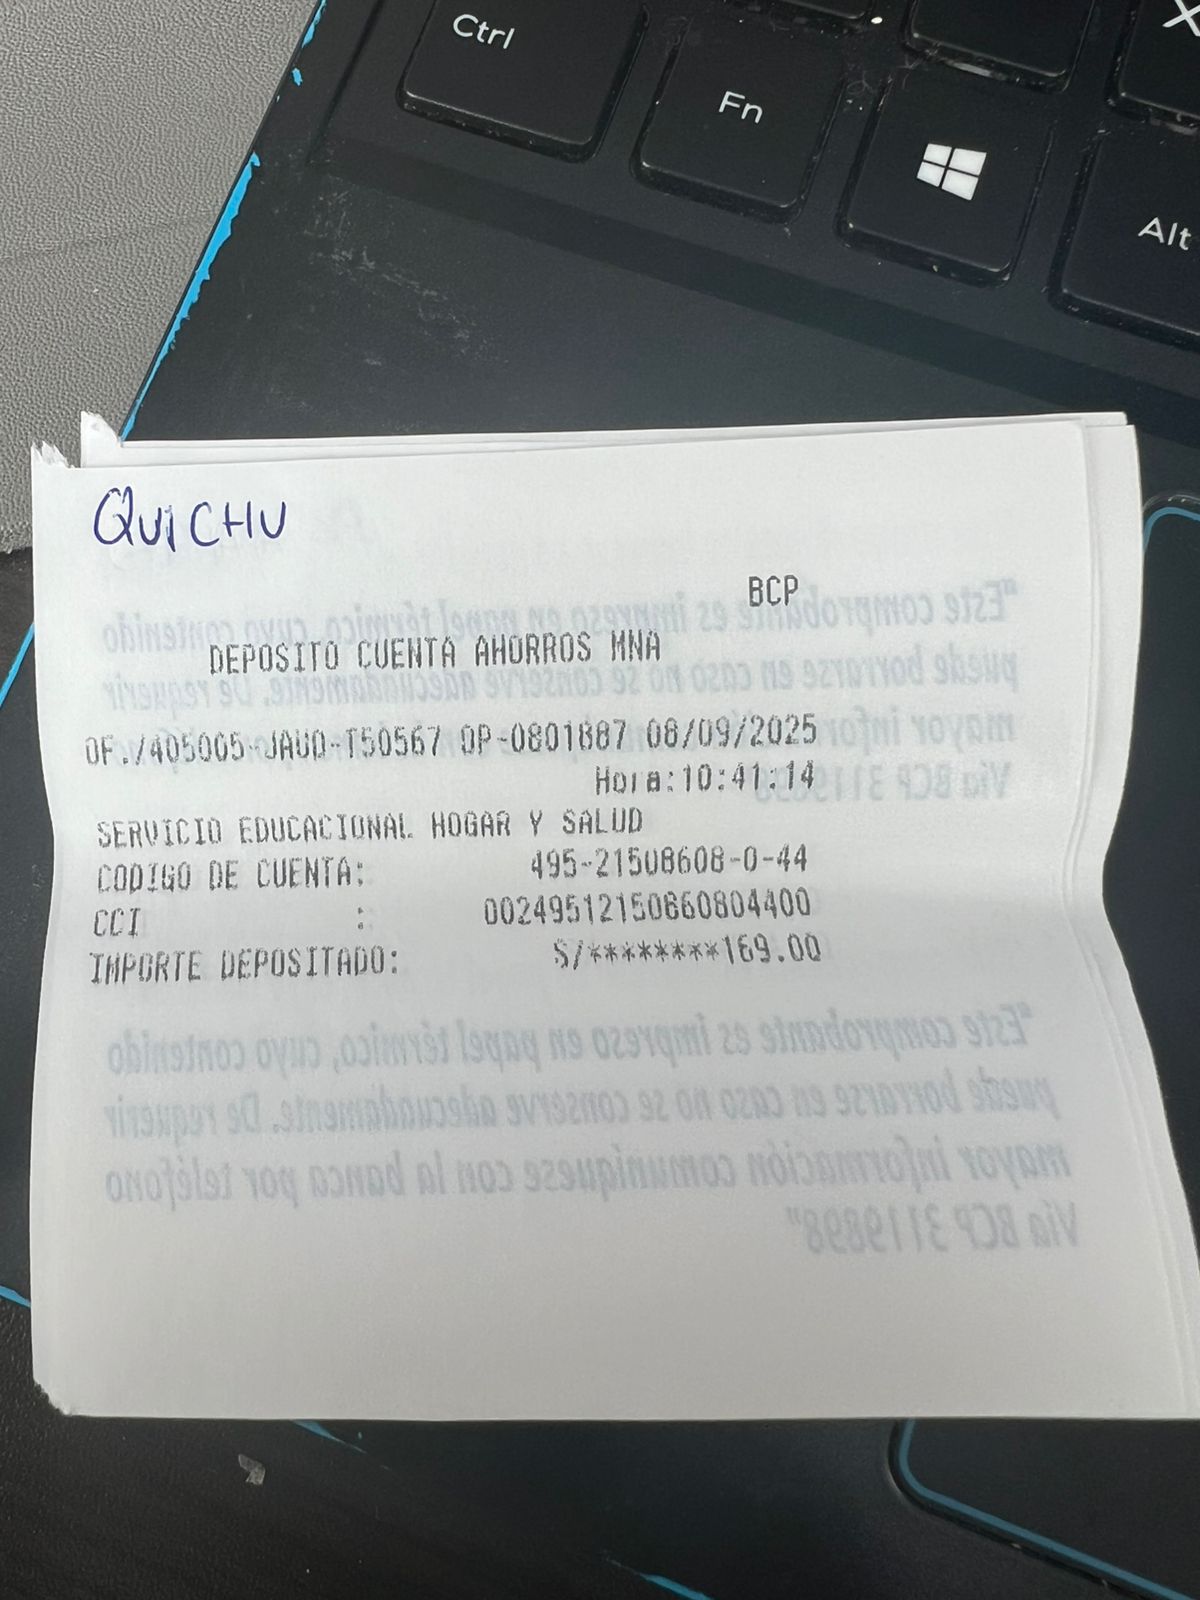 Ctrl
Fn
Alt
X
QUICHU
BCP
DEPOSITO CUENTA AHORROS MNA
OF./405005-JAUD-T50567 OP-0801887 08/09/2025
Hora:10:41:14
SERVICIO EDUCACIONAL HOGAR Y SALUD
CODIGO DE CUENTA: 495-21508608-0-44
CCI : 00249512150860804400
IMPORTE DEPOSITADO: S/********169.00
"Este comprobante es impreso en papel térmico, cuyo contenido
puede borrarse en caso no se conserve adecuadamente. De requerir
mayor información comuníquese con la banca por teléfono
Vía BCP 3119898"